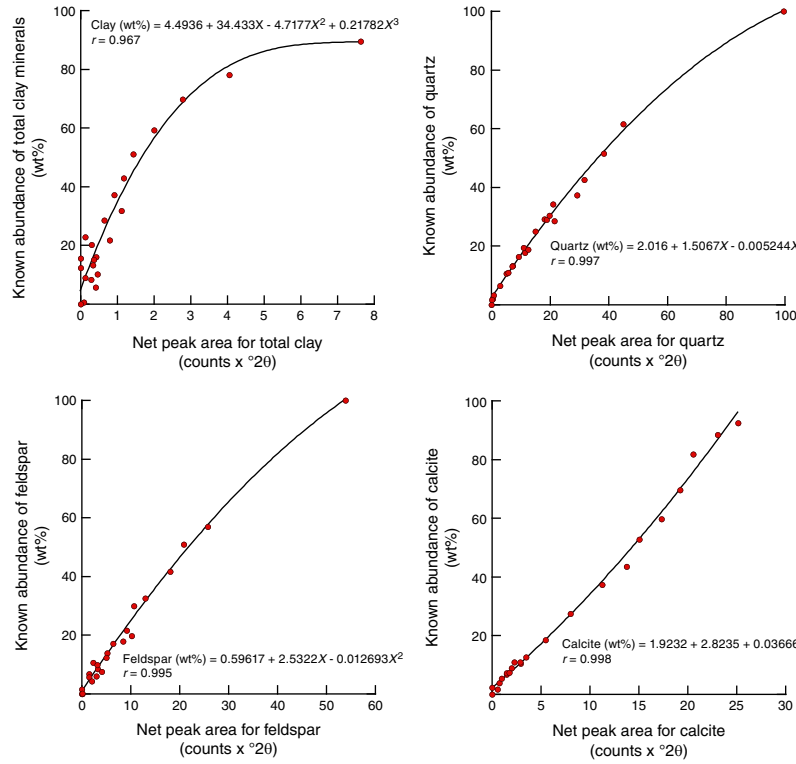 Clay (wt%) = 4.4936 + 34.433X - 4.7177X² + 0.21782X³
r = 0.967
100
80
60
40
20
0
1
2
3
4
5
6
7
8
Known abundance of total clay minerals
(wt%)
Net peak area for total clay
(counts x °2θ)
100
80
60
40
20
Quartz (wt%) = 2.016 + 1.5067X - 0.005244X
r = 0.997
0
20
40
60
80
100
Known abundance of quartz
(wt%)
Net peak area for quartz
(counts x °2θ)
100
80
60
40
20
Feldspar (wt%) = 0.59617 + 2.5322X - 0.012693X²
r = 0.995
0
10
20
30
40
50
60
Known abundance of feldspar
(wt%)
Net peak area for feldspar
(counts x °2θ)
100
80
60
40
20
Calcite (wt%) = 1.9232 + 2.8235 + 0.03666
r = 0.998
0
5
10
15
20
25
30
Known abundance of calcite
(wt%)
Net peak area for calcite
(counts x °2θ)